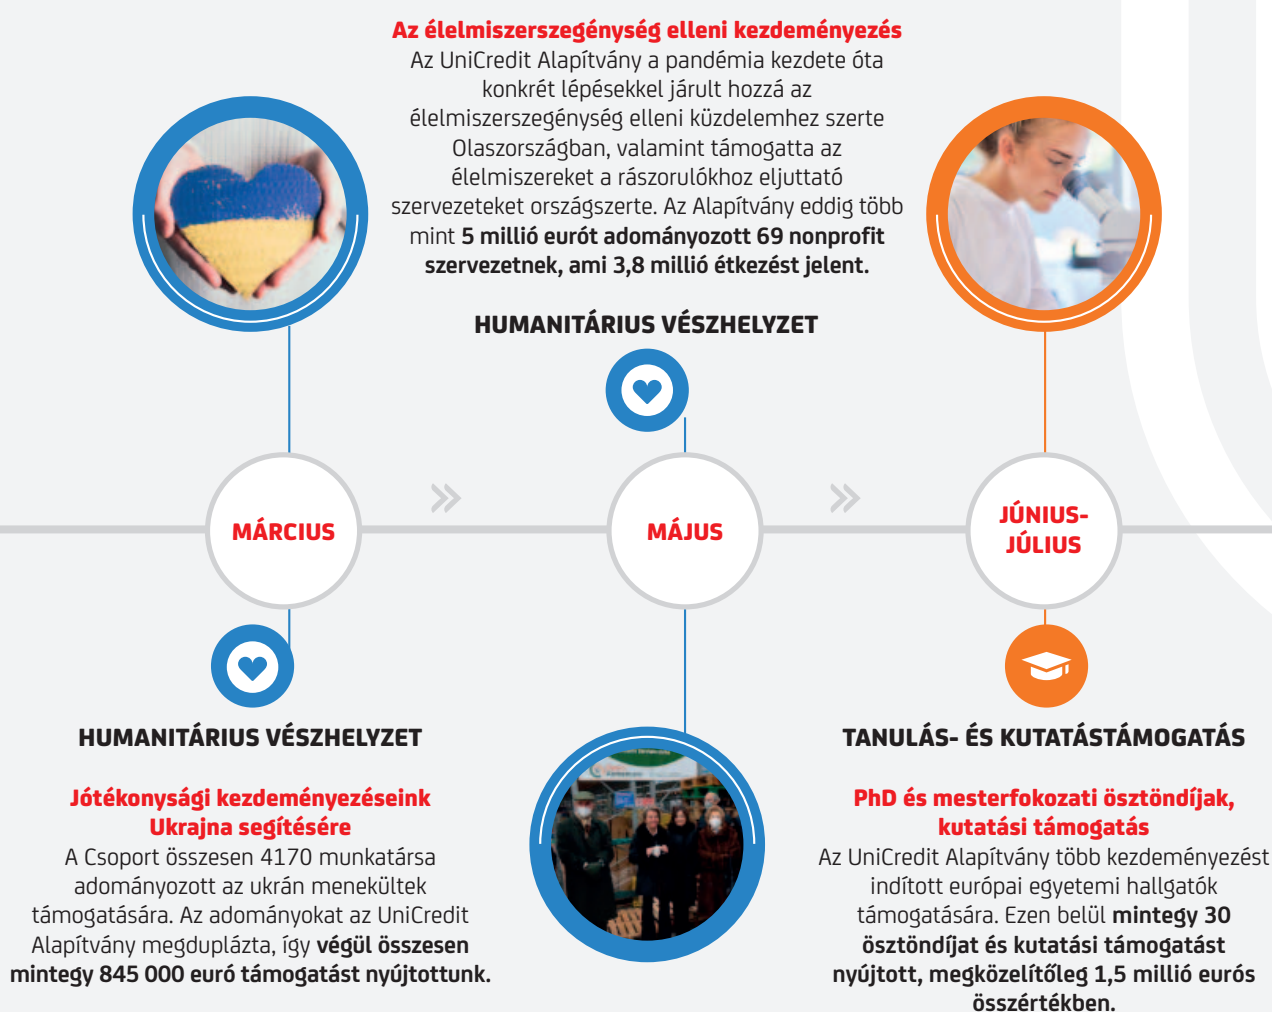 Az élelmiszerszegénység elleni kezdeményezés
Az UniCredit Alapítvány a pandémia kezdete óta
konkrét lépésekkel járult hozzá az
élelmiszerszegénység elleni küzdelemhez szerte
Olaszországban, valamint támogatta az
élelmiszereket a rászorulókhoz eljuttató
szervezeteket országszerte. Az Alapítvány eddig több
mint 5 millió eurót adományozott 69 nonprofit
szervezetnek, ami 3,8 millió étkezést jelent.
HUMANITÁRIUS VÉSZHELYZET
MÁRCIUS
MÁJUS
JÚNIUS-
JÚLIUS
HUMANITÁRIUS VÉSZHELYZET
Jótékonysági kezdeményezéseink
Ukrajna segítésére
A Csoport összesen 4170 munkatársa
adományozott az ukrán menekültek
támogatására. Az adományokat az UniCredit
Alapítvány megduplázta, így végül összesen
mintegy 845 000 euró támogatást nyújtottunk.
TANULÁS- ÉS KUTATÁSTÁMOGATÁS
PhD és mesterfokozati ösztöndíjak,
kutatási támogatás
Az UniCredit Alapítvány több kezdeményezést
indított európai egyetemi hallgatók
támogatására. Ezen belül mintegy 30
ösztöndíjat és kutatási támogatást
nyújtott, megközelítőleg 1,5 millió eurós
összértékben.